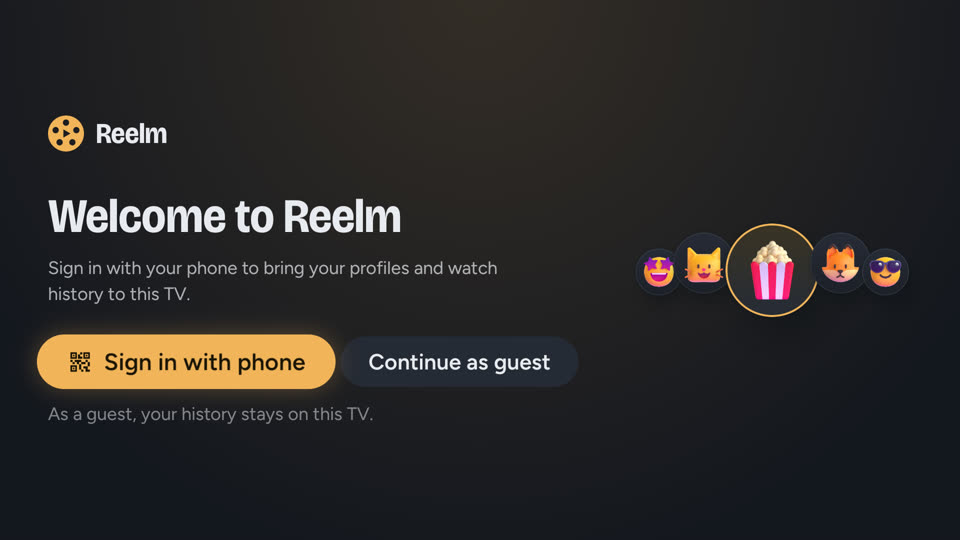 Reelm
Welcome to Reelm
Sign in with your phone to bring your profiles and watch
history to this TV.
Sign in with phone
Continue as guest
As a guest, your history stays on this TV.